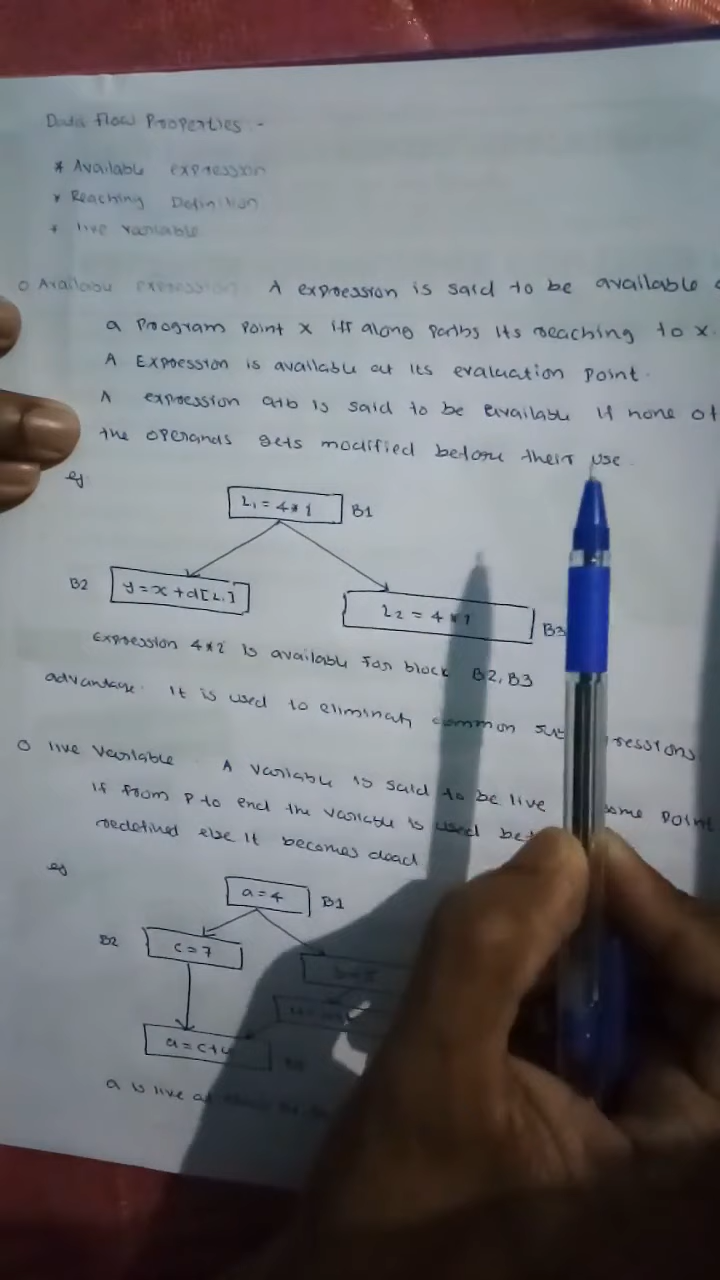 Data flow Properties :-
* Available expression
* Reaching Definition
* live variable
o Available expression A expression is said to be available
a Program Point x iff along paths its reaching to x.
A Expression is available at its evaluation point.
A expression a+b is said to be available if none of
the operands gets modified before their use.
eg
L1 = 4*i B1
B2 y=x+a[L1]
L2 = 4*i B3
Expression 4*i is available for block B2, B3
advantage. It is used to eliminate common
o live Variable A variable is said to be live some point
if from P to end the variable is used
redefined else it becomes dead
eg
a=4 B1
B2 c=7
a=c+
a is live at